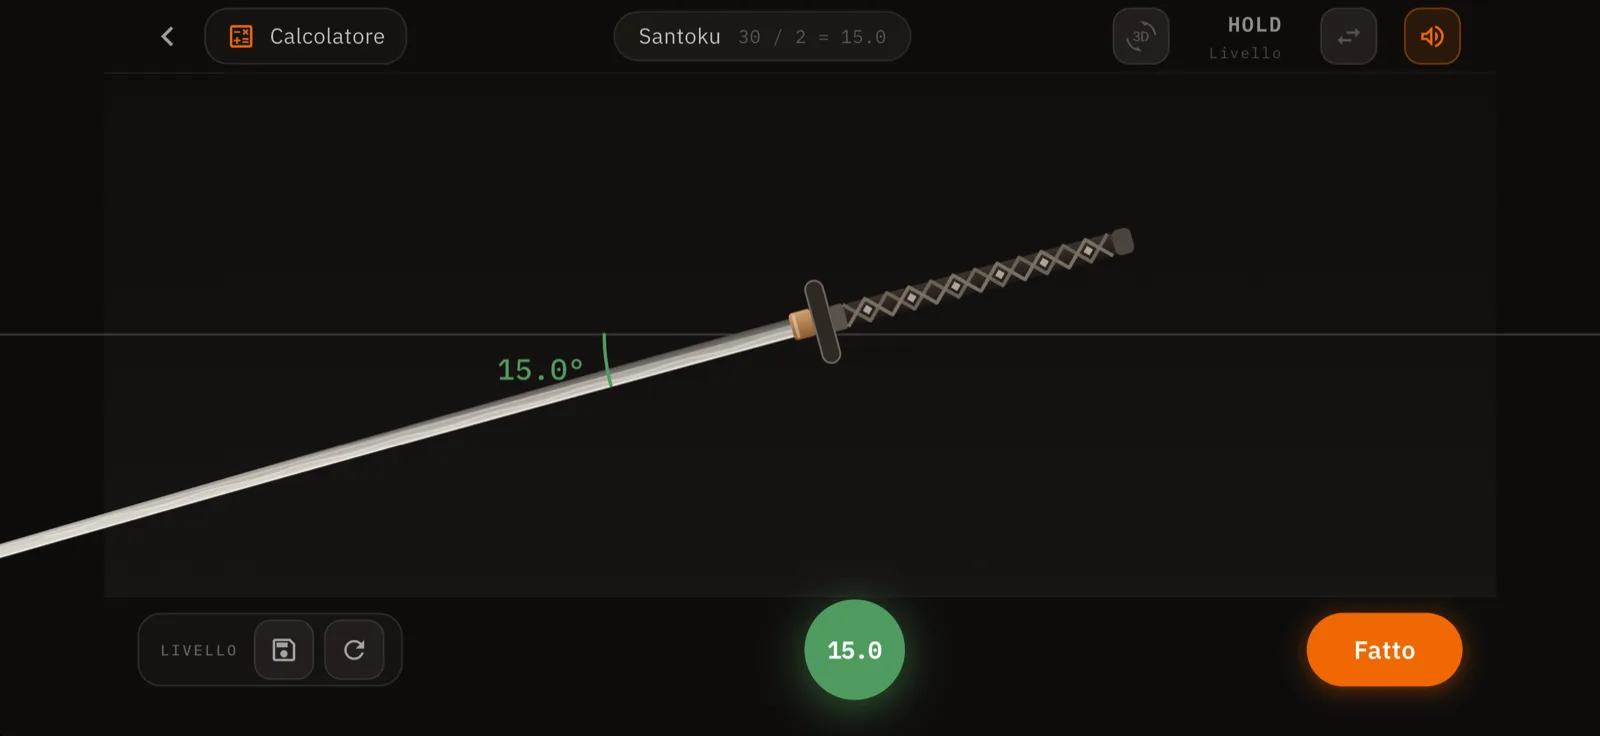 Calcolatore
Santoku 30 / 2 = 15.0
3D
HOLD
Livello
15.0°
LIVELLO
15.0
Fatto